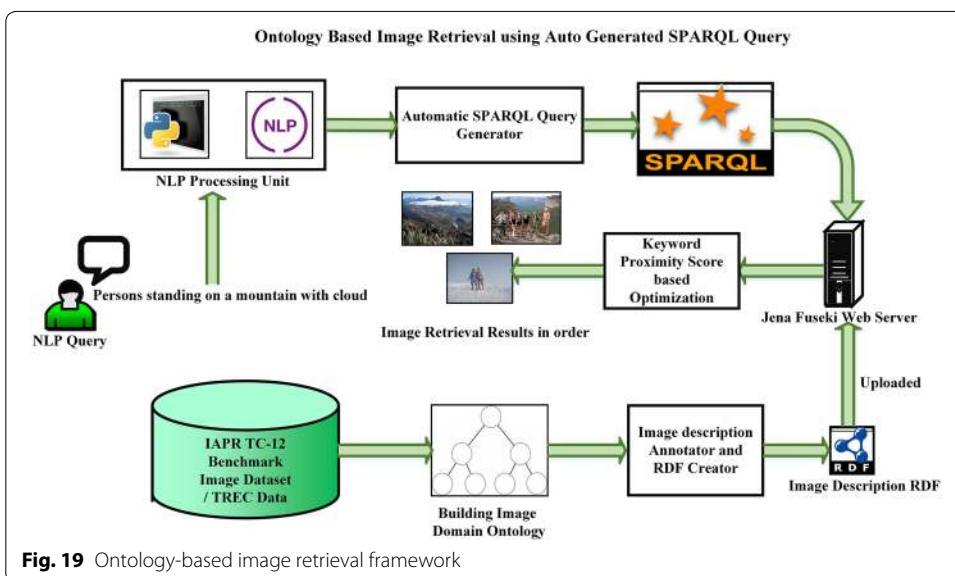 Ontology Based Image Retrieval using Auto Generated SPARQL Query
NLP
NLP Processing Unit
Automatic SPARQL Query
Generator
SPARQL
Persons standing on a mountain with cloud
NLP Query
Image Retrieval Results in order
Keyword
Proximity Score
based
Optimization
Jena Fuseki Web Server
Uploaded
IAPR TC-12
Benchmark
Image Dataset
/ TREC Data
Building Image
Domain Ontology
Image description
Annotator and
RDF Creator
RDF
Image Description RDF
Fig. 19 Ontology-based image retrieval framework